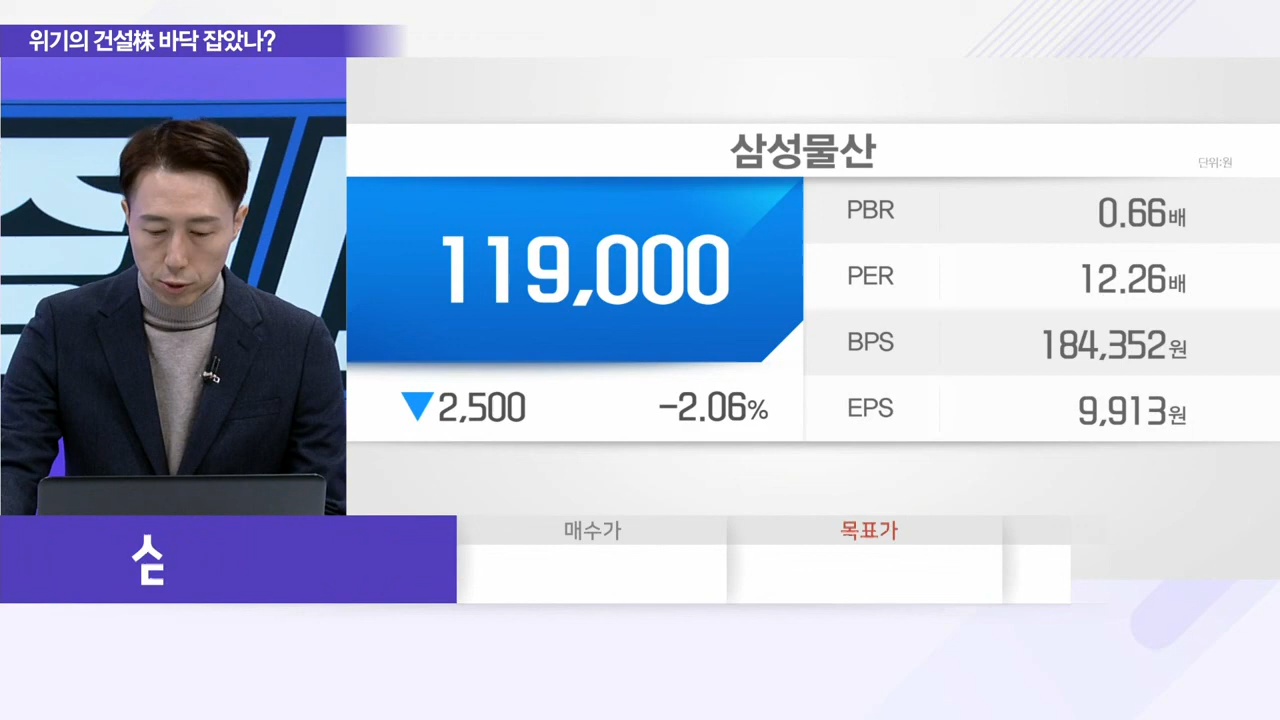 위기의 건설株 바닥 잡았나?
삼성물산
단위:원
119,000
▼2,500 -2.06%
PBR 0.66배
PER 12.26배
BPS 184,352원
EPS 9,913원
매수가 목표가